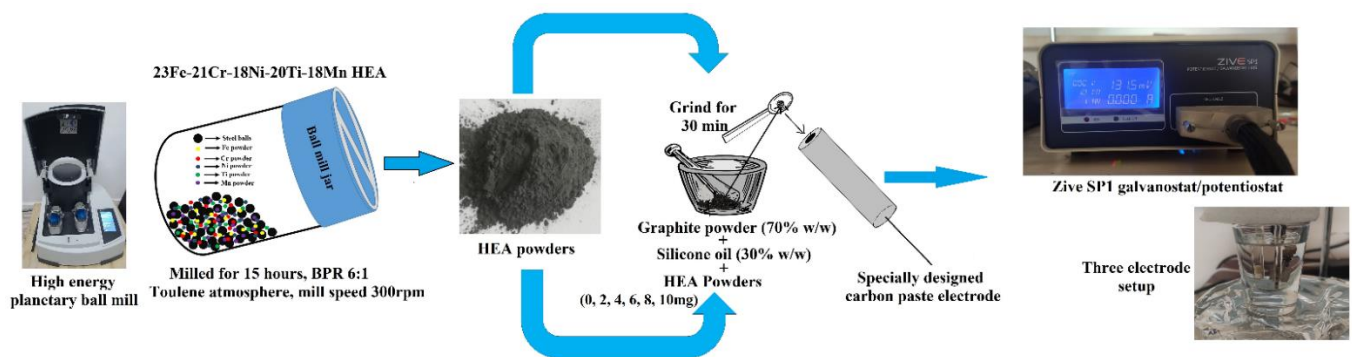 23Fe-21Cr-18Ni-20Ti-18Mn HEA
Steel balls
Fe powder
Cr powder
Ni powder
Ti powder
Mn powder
Ball mill jar
High energy
planetary ball mill
Milled for 15 hours, BPR 6:1
Toulene atmosphere, mill speed 300rpm
HEA powders
Grind for
30 min
Graphite powder (70% w/w)
+
Silicone oil (30% w/w)
+
HEA Powders
(0, 2, 4, 6, 8, 10mg)
Specially designed
carbon paste electrode
ZIVE SP1
Zive SP1 galvanostat/potentiostat
Three electrode
setup